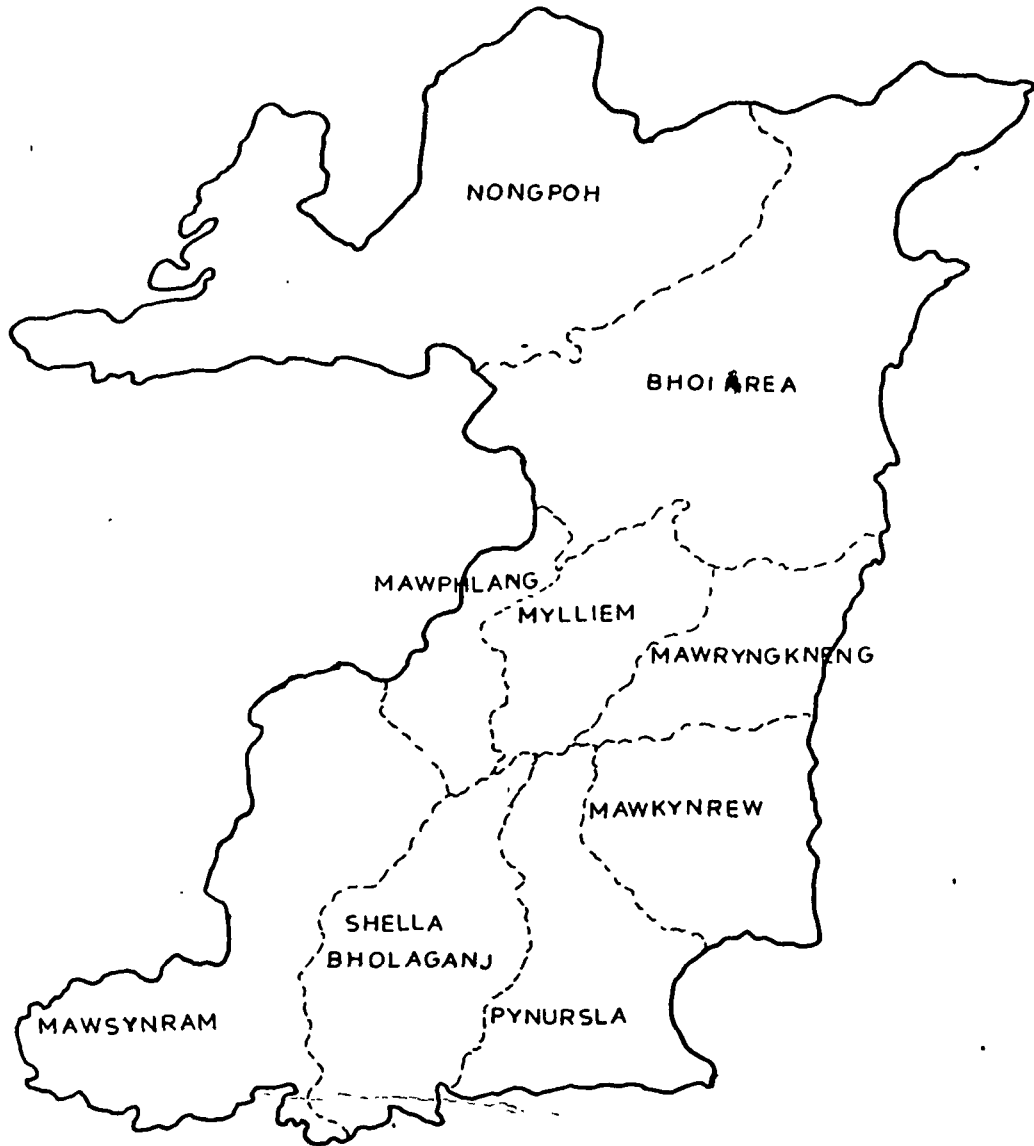 NONGPOH
BHOI AREA
MAWPHLANG
MYLLIEM
MAWRYNGKNENG
MAWKYNREW
SHELLA
BHOLAGANJ
PYNURSLA
MAWSYNRAM